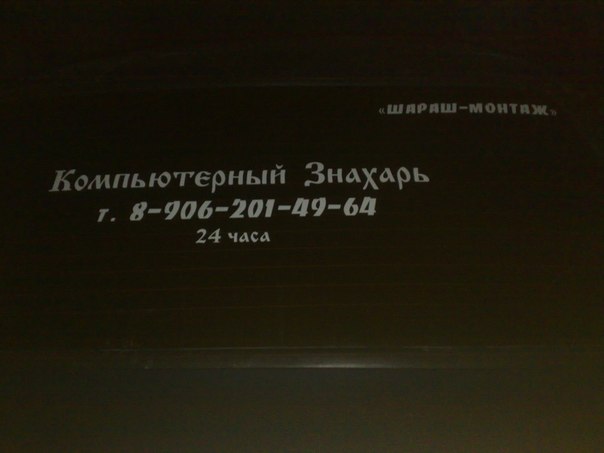 «ШАРАШ-МОНТАЖ»
Компьютерный Знахарь
т. 8-906-201-49-64
24 часа